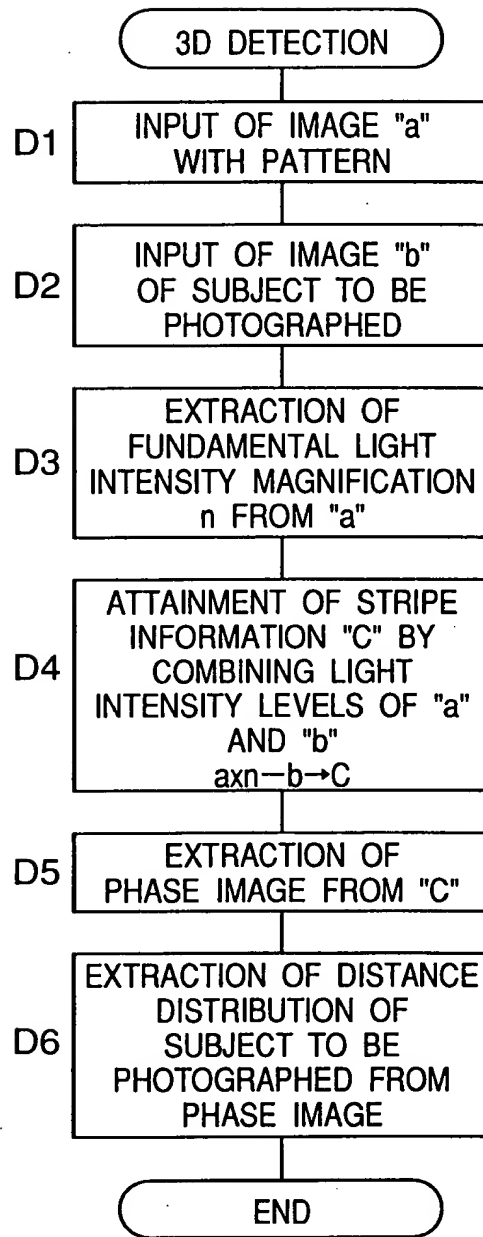 3D DETECTION
D1
INPUT OF IMAGE "a"
WITH PATTERN
D2
INPUT OF IMAGE "b"
OF SUBJECT TO BE
PHOTOGRAPHED
D3
EXTRACTION OF
FUNDAMENTAL LIGHT
INTENSITY MAGNIFICATION
n FROM "a"
D4
ATTAINMENT OF STRIPE
INFORMATION "C" BY
COMBINING LIGHT
INTENSITY LEVELS OF "a"
AND "b"
axn—b→C
D5
EXTRACTION OF
PHASE IMAGE FROM "C"
D6
EXTRACTION OF DISTANCE
DISTRIBUTION OF
SUBJECT TO BE
PHOTOGRAPHED FROM
PHASE IMAGE
END